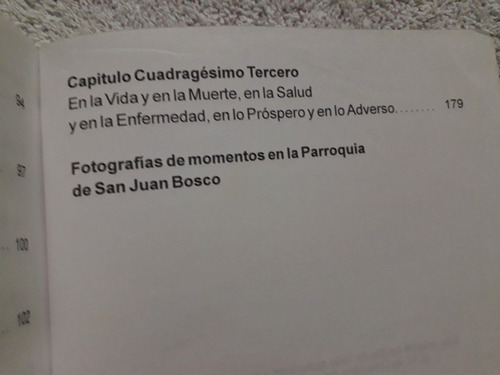 Capitulo Cuadragésimo Tercero
En la Vida y en la Muerte, en la Salud
y en la Enfermedad, en lo Próspero y en lo Adverso........ 179
Fotografías de momentos en la Parroquia
de San Juan Bosco
94
97
100
102